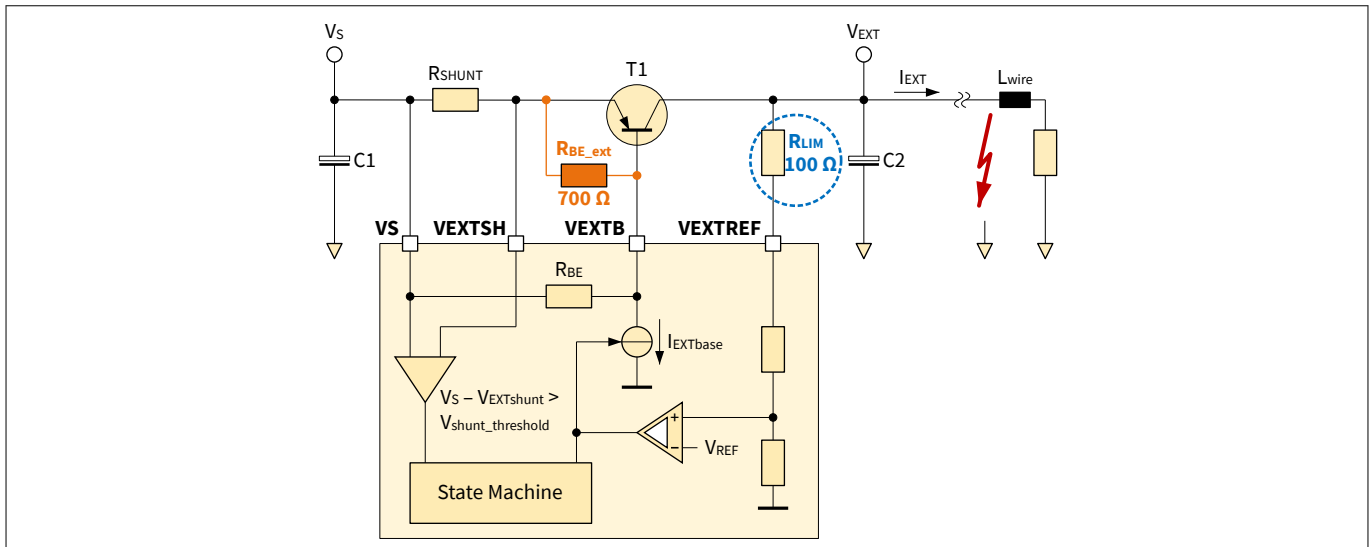 VS
VEXT
RSHUNT
T1
IEXT
Lwire
C1
RBE_ext
700 Ω
RLIM
100 Ω
C2
VS
VEXTSH
VEXTB
VEXTREF
RBE
IEXTbase
VS – VEXTshunt >
Vshunt_threshold
+
–
VREF
State Machine